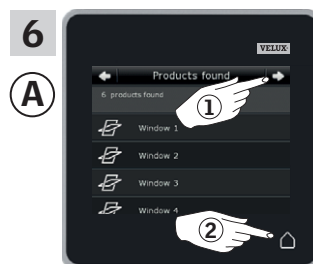 6
A
VELUX
Products found
1
6 products found
Window 1
Window 2
Window 3
Window 4
2